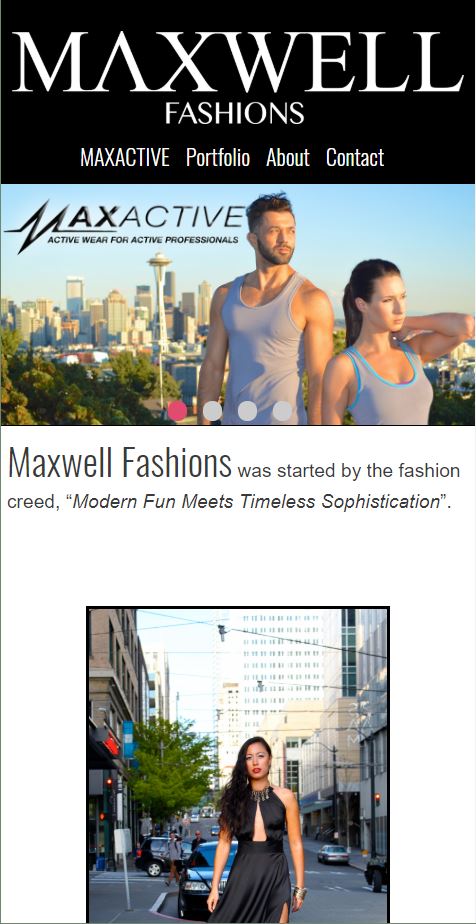 MAXWELL
FASHIONS
MAXACTIVE Portfolio About Contact
MAXACTIVE
ACTIVE WEAR FOR ACTIVE PROFESSIONALS
Maxwell Fashions was started by the fashion
creed, “Modern Fun Meets Timeless Sophistication”.